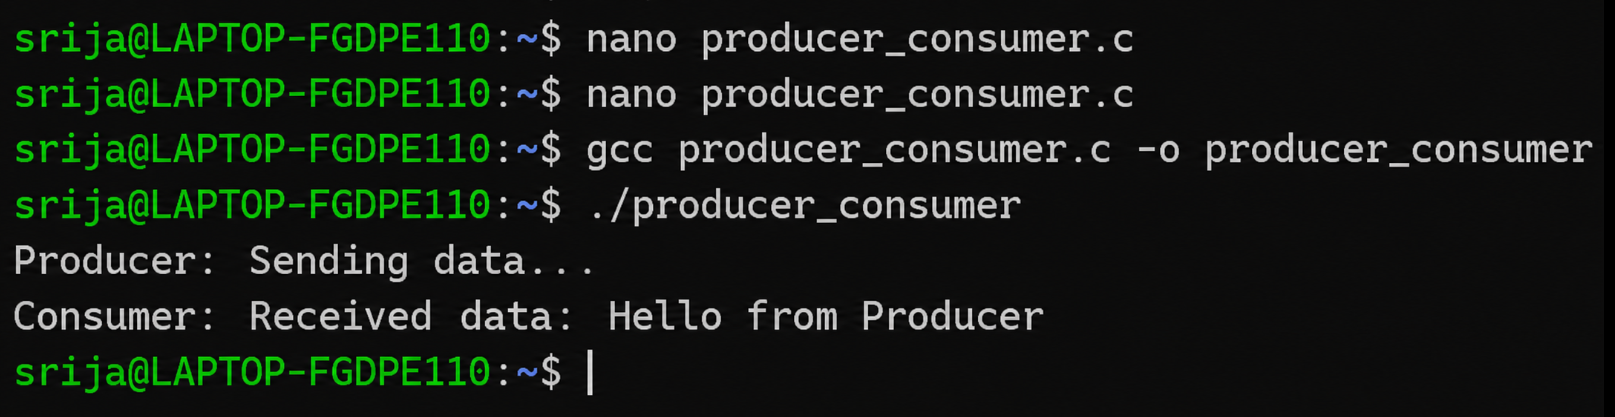 srija@LAPTOP-FGDPE110:~$ nano producer_consumer.c
srija@LAPTOP-FGDPE110:~$ nano producer_consumer.c
srija@LAPTOP-FGDPE110:~$ gcc producer_consumer.c -o producer_consumer
srija@LAPTOP-FGDPE110:~$ ./producer_consumer
Producer: Sending data...
Consumer: Received data: Hello from Producer
srija@LAPTOP-FGDPE110:~$